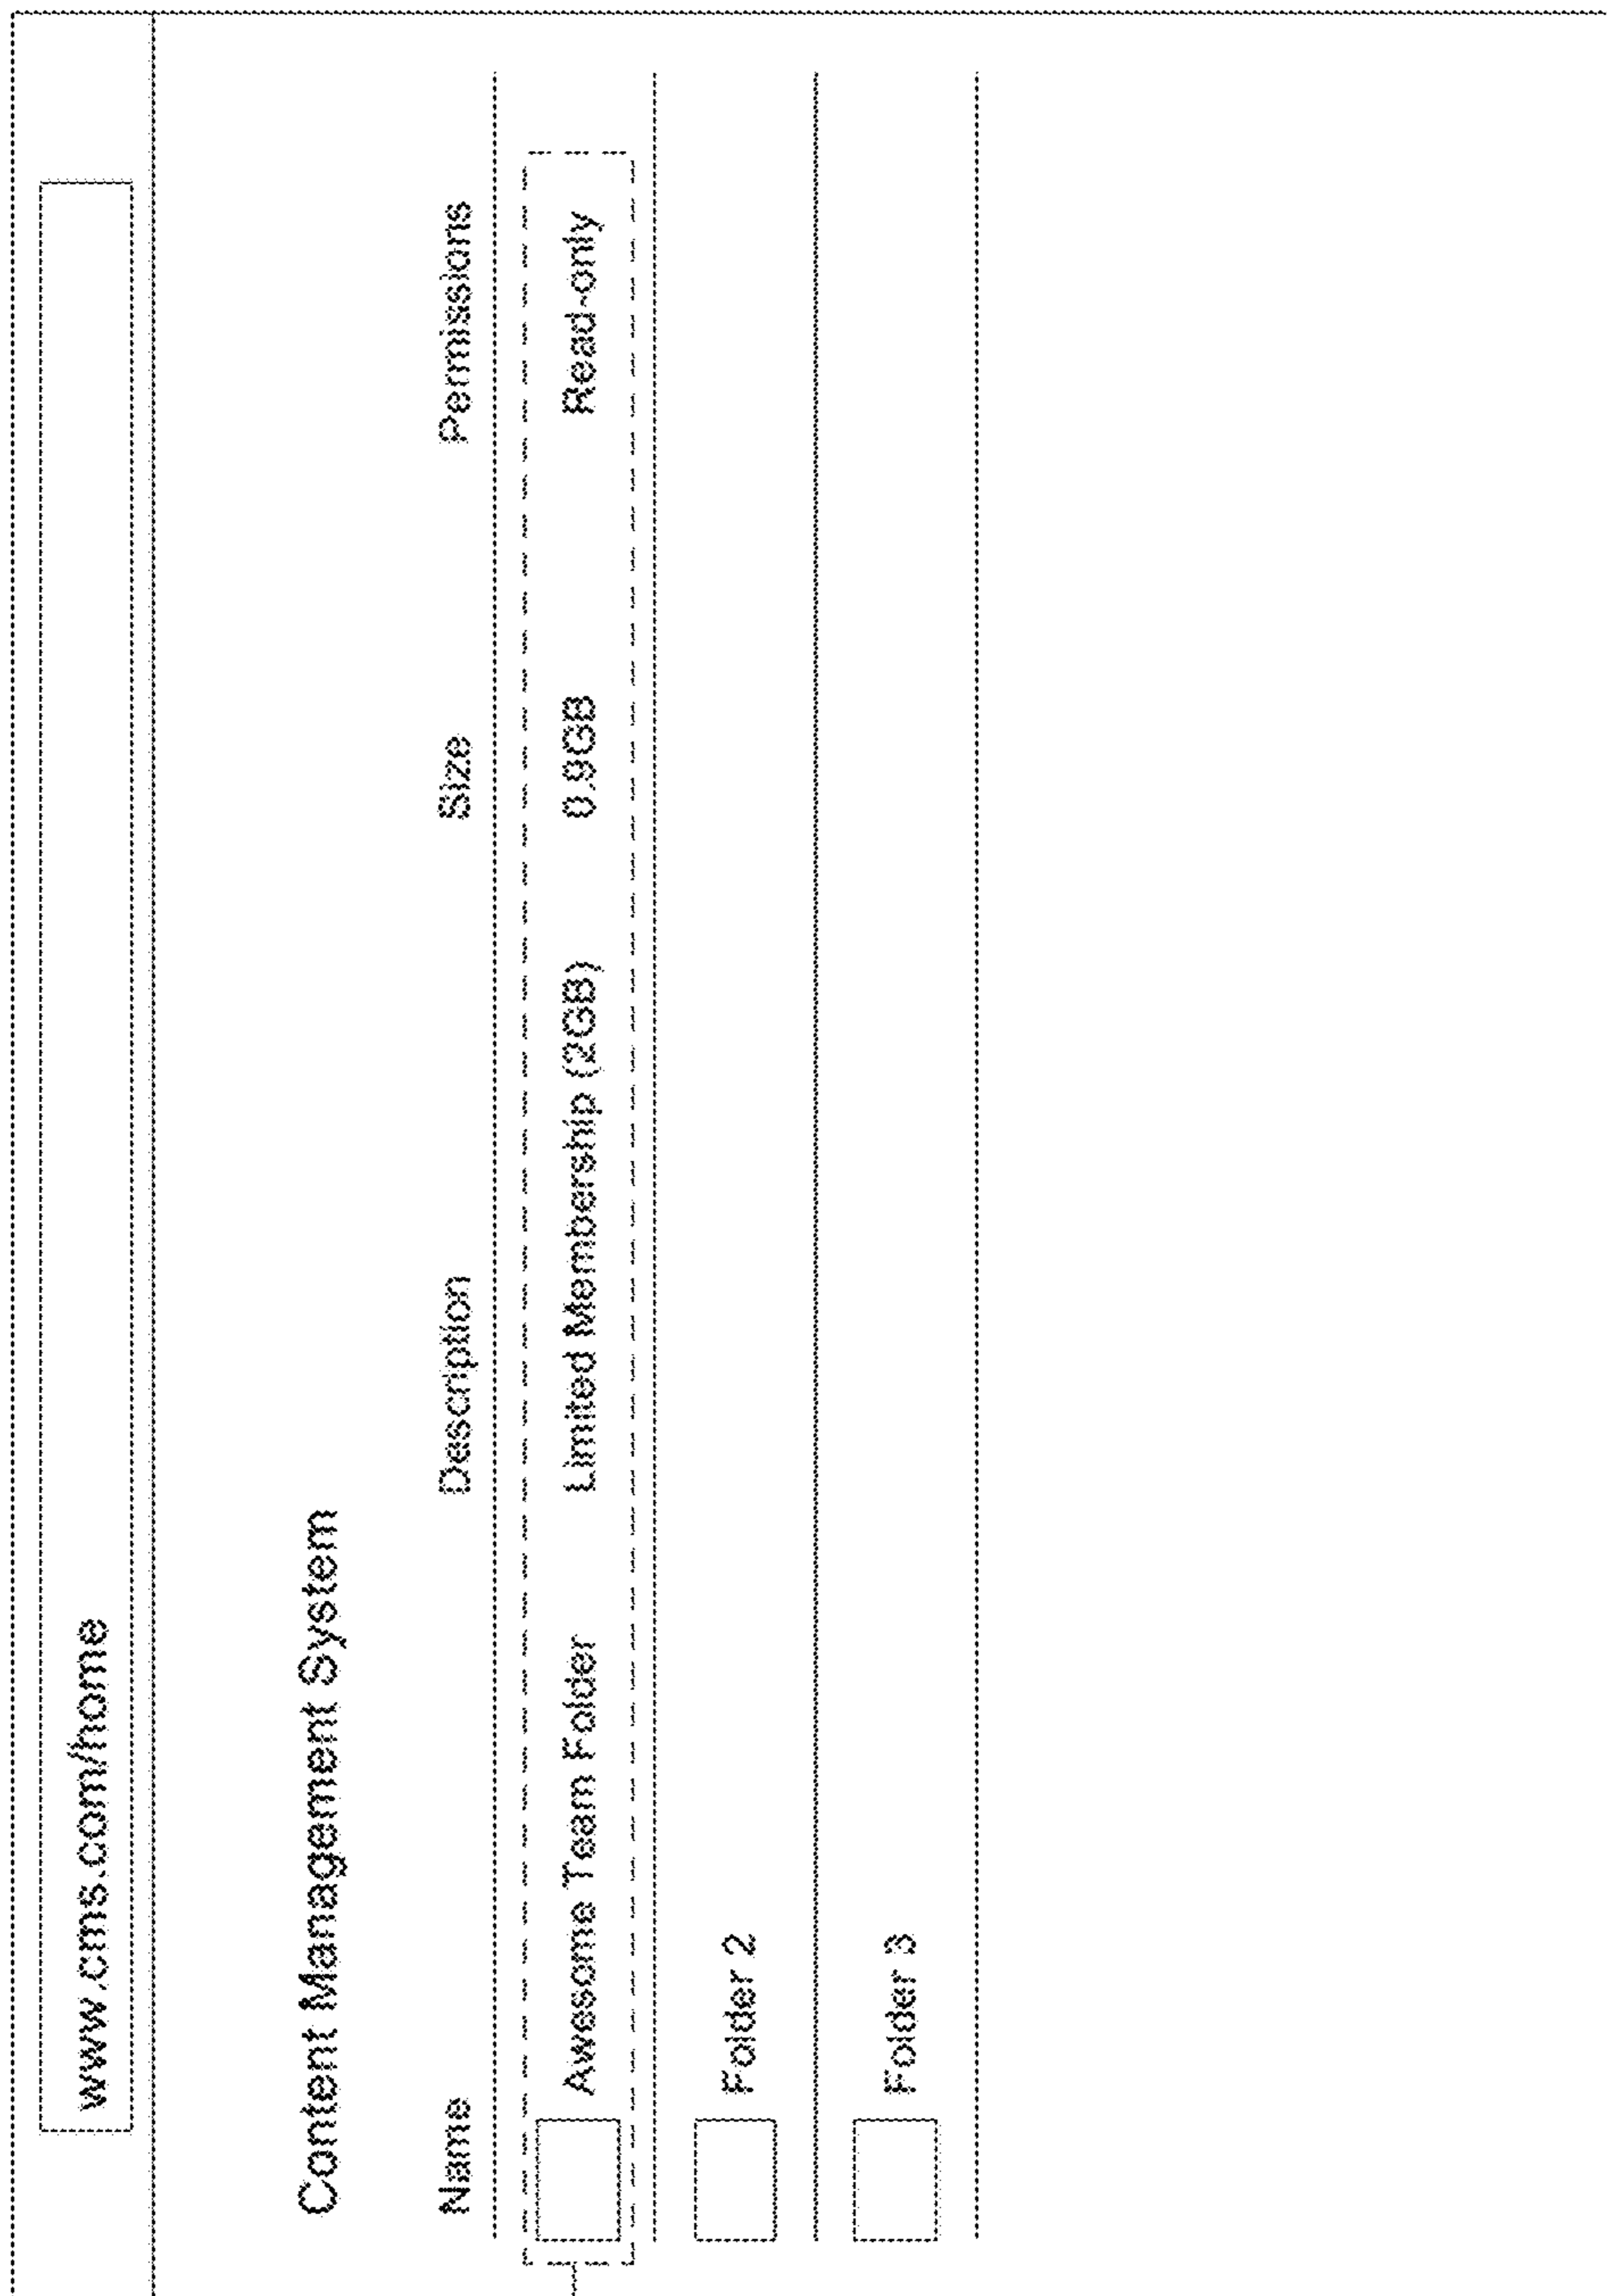 www.cms.com/home
Content Management System
Name Description Size Permissions
Awesome Team Folder Limited Membership (2GB) 0.9GB Read-only
Folder 2
Folder 3